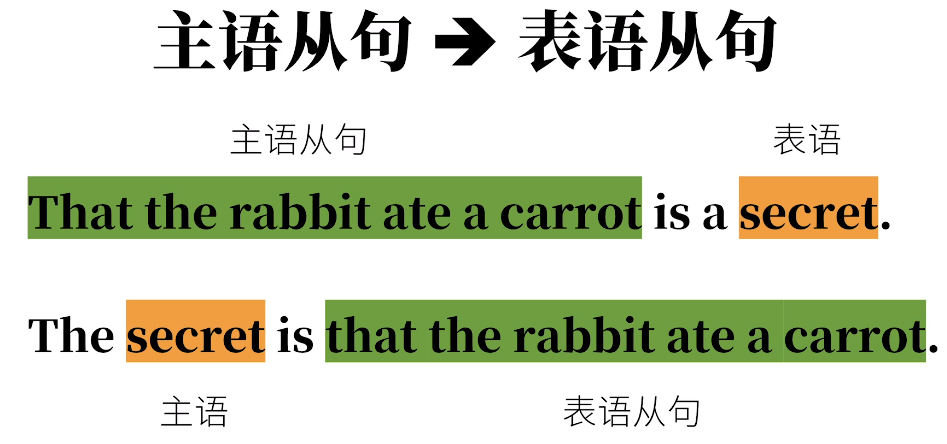 主语从句 ➔ 表语从句
主语从句 表语
That the rabbit ate a carrot is a secret.
The secret is that the rabbit ate a carrot.
主语 表语从句